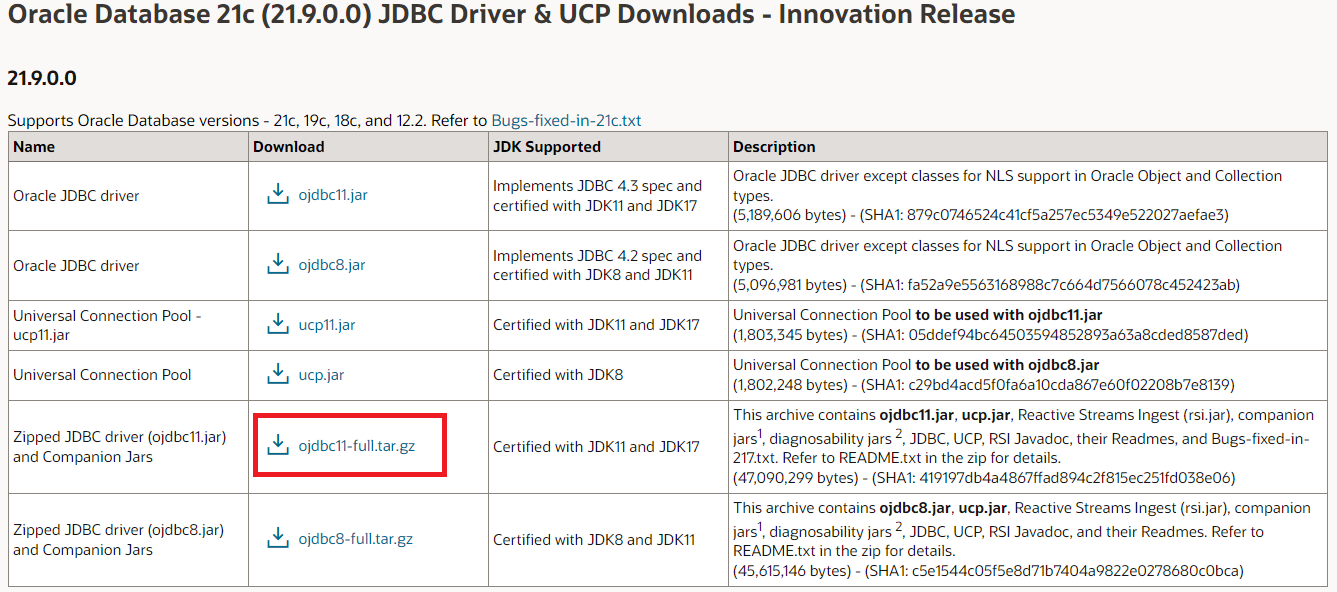 Oracle Database 21c (21.9.0.0) JDBC Driver & UCP Downloads - Innovation Release
21.9.0.0
Supports Oracle Database versions - 21c, 19c, 18c, and 12.2. Refer to Bugs-fixed-in-21c.txt
Name Download JDK Supported Description
Oracle JDBC driver
ojdbc11.jar
Implements JDBC 4.3 spec and
certified with JDK11 and JDK17
Oracle JDBC driver except classes for NLS support in Oracle Object and Collection
types.
(5,189,606 bytes) - (SHA1: 879c0746524c41cf5a257ec5349e522027aefae3)
Oracle JDBC driver
ojdbc8.jar
Implements JDBC 4.2 spec and
certified with JDK8 and JDK11
Oracle JDBC driver except classes for NLS support in Oracle Object and Collection
types.
(5,096,981 bytes) - (SHA1: fa52a9e5563168988c7c664d7566078c452423ab)
Universal Connection Pool -
ucp11.jar
ucp11.jar
Certified with JDK11 and JDK17
Universal Connection Pool to be used with ojdbc11.jar
(1,803,345 bytes) - (SHA1: 05ddef94bc64503594852893a63a8cded8587ded)
Universal Connection Pool
ucp.jar
Certified with JDK8
Universal Connection Pool to be used with ojdbc8.jar
(1,802,248 bytes) - (SHA1: c29bd4acd5f0fa6a10cda867e60f02208b7e8139)
Zipped JDBC driver (ojdbc11.jar)
and Companion Jars
ojdbc11-full.tar.gz
Certified with JDK11 and JDK17
This archive contains ojdbc11.jar, ucp.jar, Reactive Streams Ingest (rsi.jar), companion
jars1, diagnosability jars 2, JDBC, UCP, RSI Javadoc, their Readmes, and Bugs-fixed-in-
217.txt. Refer to README.txt in the zip for details.
(47,090,299 bytes) - (SHA1: 419197db4a4867ffad894c2f815ec251fd038e06)
Zipped JDBC driver (ojdbc8.jar)
and Companion Jars
ojdbc8-full.tar.gz
Certified with JDK8 and JDK11
This archive contains ojdbc8.jar, ucp.jar, Reactive Streams Ingest (rsi.jar), companion
jars1, diagnosability jars 2, JDBC, UCP, RSI Javadoc, and their Readmes. Refer to
README.txt in the zip for details.
(45,615,146 bytes) - (SHA1: c5e1544c05f5e8d71b7404a9822e0278680c0bca)